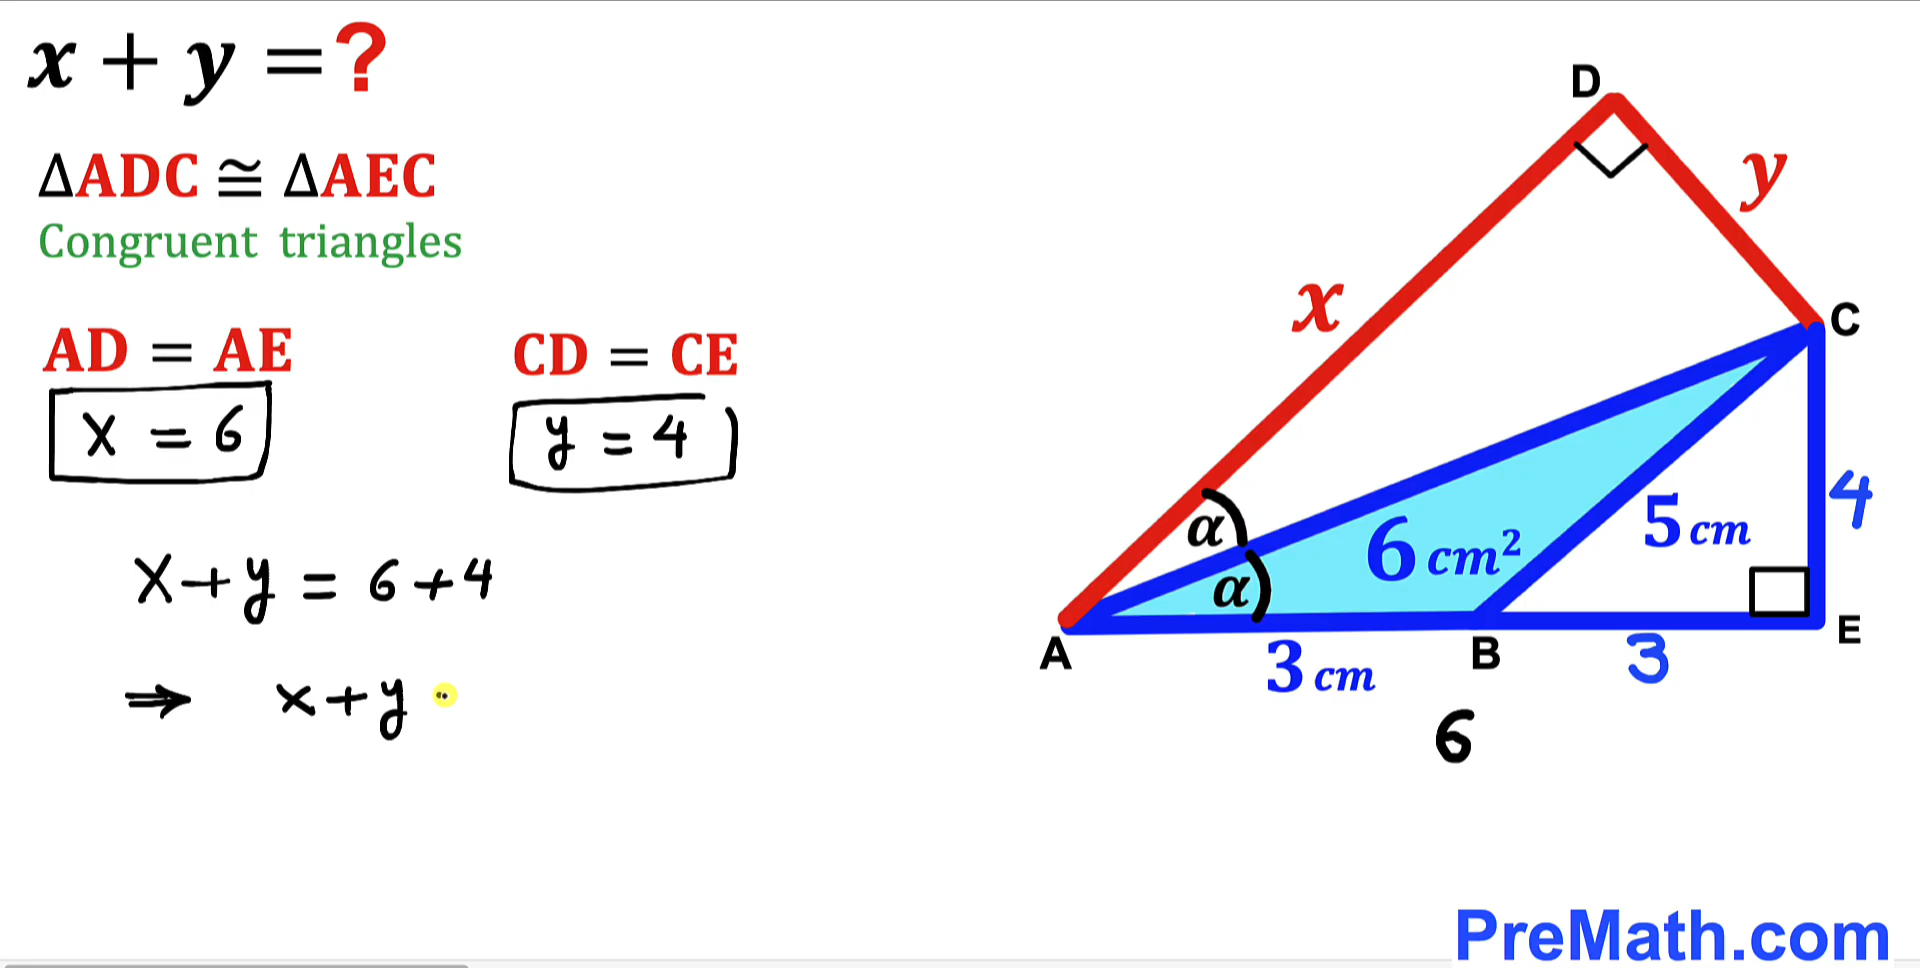 x + y = ?
ΔADC ≅ ΔAEC
Congruent triangles
AD = AE
CD = CE
x = 6
y = 4
x + y = 6 + 4
⇒ x + y
D
y
x
C
α
α
6 cm²
5 cm
4
A
3 cm
B
3
E
6
PreMath.com